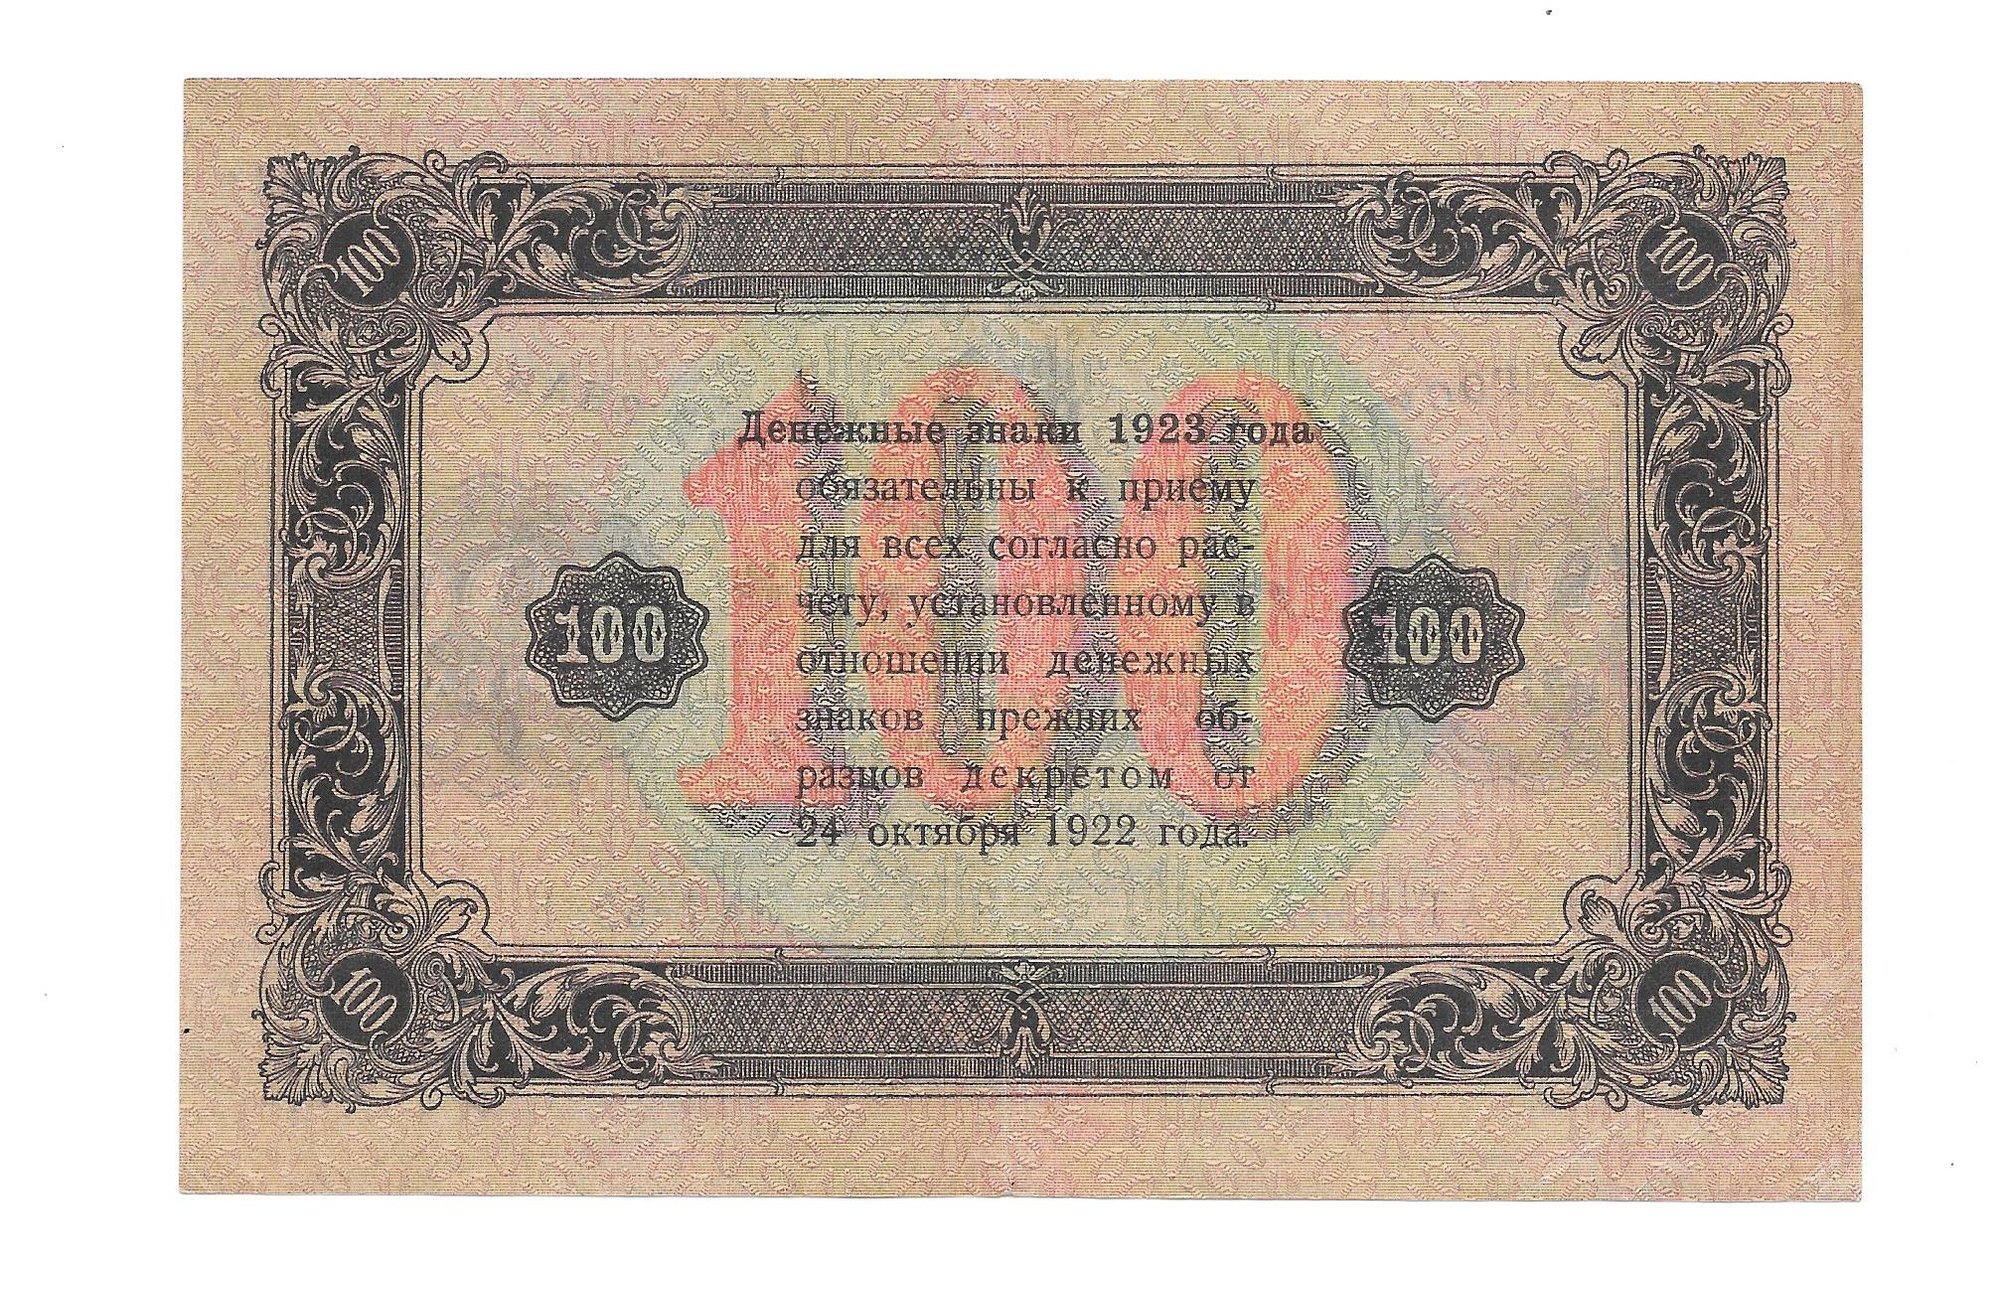 100 100
Денежные знаки 1923 года
обязательны к приему
для всех согласно рас-
чету, установленному в
отношении денежных
знаков прежних об-
разцов декретом от
24 октября 1922 года.
100 100 100
100 100